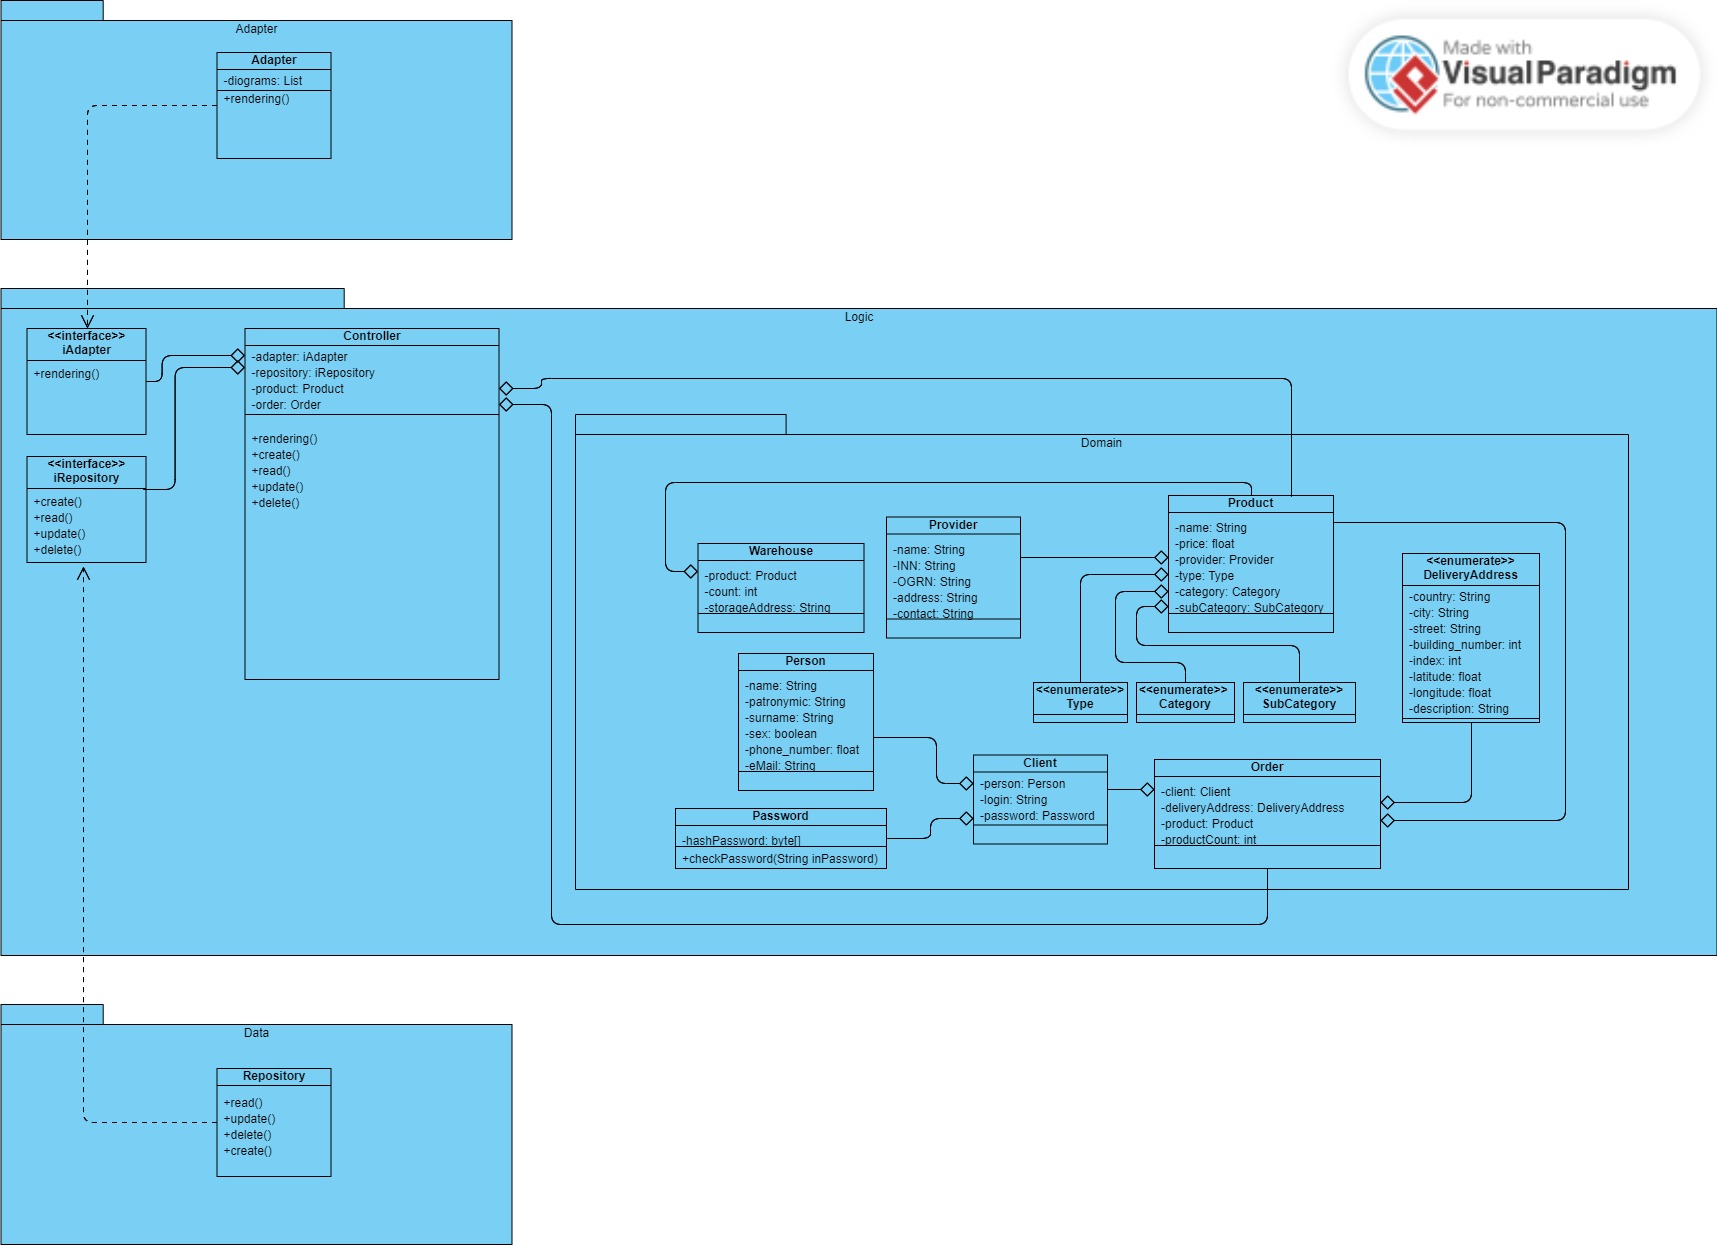 Adapter
Adapter
-diograms: List
+rendering()
Made with
Visual Paradigm
For non-commercial use
Logic
<<interface>>
iAdapter
+rendering()
<<interface>>
iRepository
+create()
+read()
+update()
+delete()
Controller
-adapter: iAdapter
-repository: iRepository
-product: Product
-order: Order
+rendering()
+create()
+read()
+update()
+delete()
Domain
Warehouse
-product: Product
-count: int
-storageAddress: String
Provider
-name: String
-INN: String
-OGRN: String
-address: String
-contact: String
Product
-name: String
-price: float
-provider: Provider
-type: Type
-category: Category
-subCategory: SubCategory
<<enumerate>>
DeliveryAddress
-country: String
-city: String
-street: String
-building_number: int
-index: int
-latitude: float
-longitude: float
-description: String
Person
-name: String
-patronymic: String
-surname: String
-sex: boolean
-phone_number: float
-eMail: String
<<enumerate>>
Type
<<enumerate>>
Category
<<enumerate>>
SubCategory
Password
-hashPassword: byte[]
+checkPassword(String inPassword)
Client
-person: Person
-login: String
-password: Password
Order
-client: Client
-deliveryAddress: DeliveryAddress
-product: Product
-productCount: int
Data
Repository
+read()
+update()
+delete()
+create()